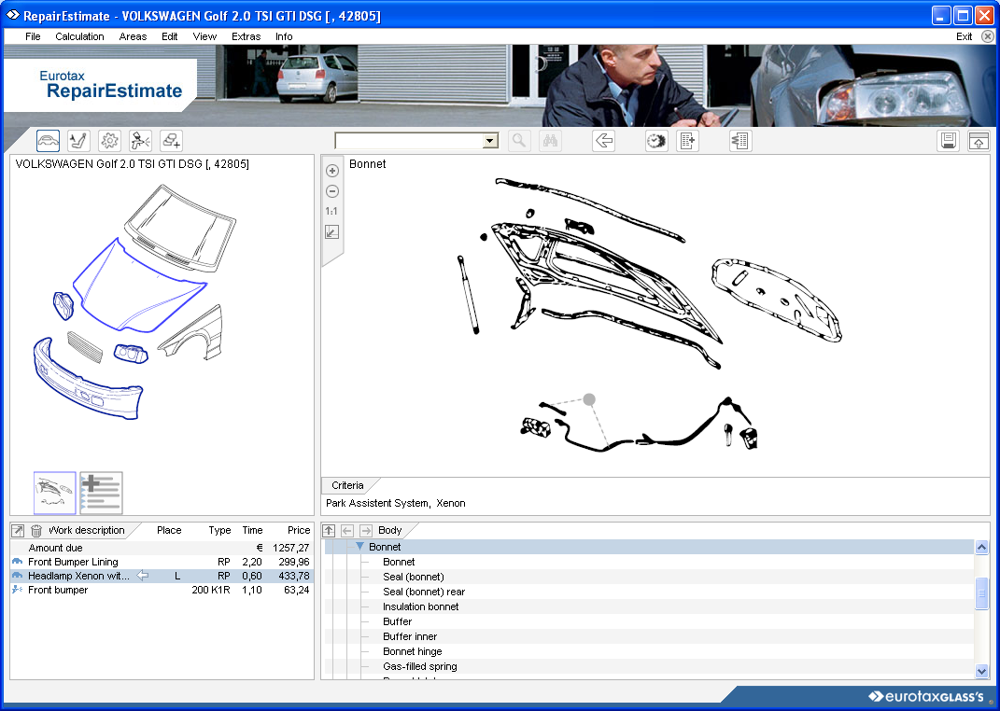 RepairEstimate - VOLKSWAGEN Golf 2.0 TSI GTI DSG [ , 42805]
File Calculation Areas Edit View Extras Info Exit
Eurotax
RepairEstimate
VOLKSWAGEN Golf 2.0 TSI GTI DSG [, 42805]
Bonnet
1:1
Criteria
Park Assistent System, Xenon
Work description Place Type Time Price
Amount due € 1257,27
Front Bumper Lining RP 2,20 299,96
Headlamp Xenon wit... L RP 0,60 433,78
Front bumper 200 K1R 1,10 63,24
Body
Bonnet
Bonnet
Seal (bonnet)
Seal (bonnet) rear
Insulation bonnet
Buffer
Buffer inner
Bonnet hinge
Gas-filled spring
eurotaxGLASS'S